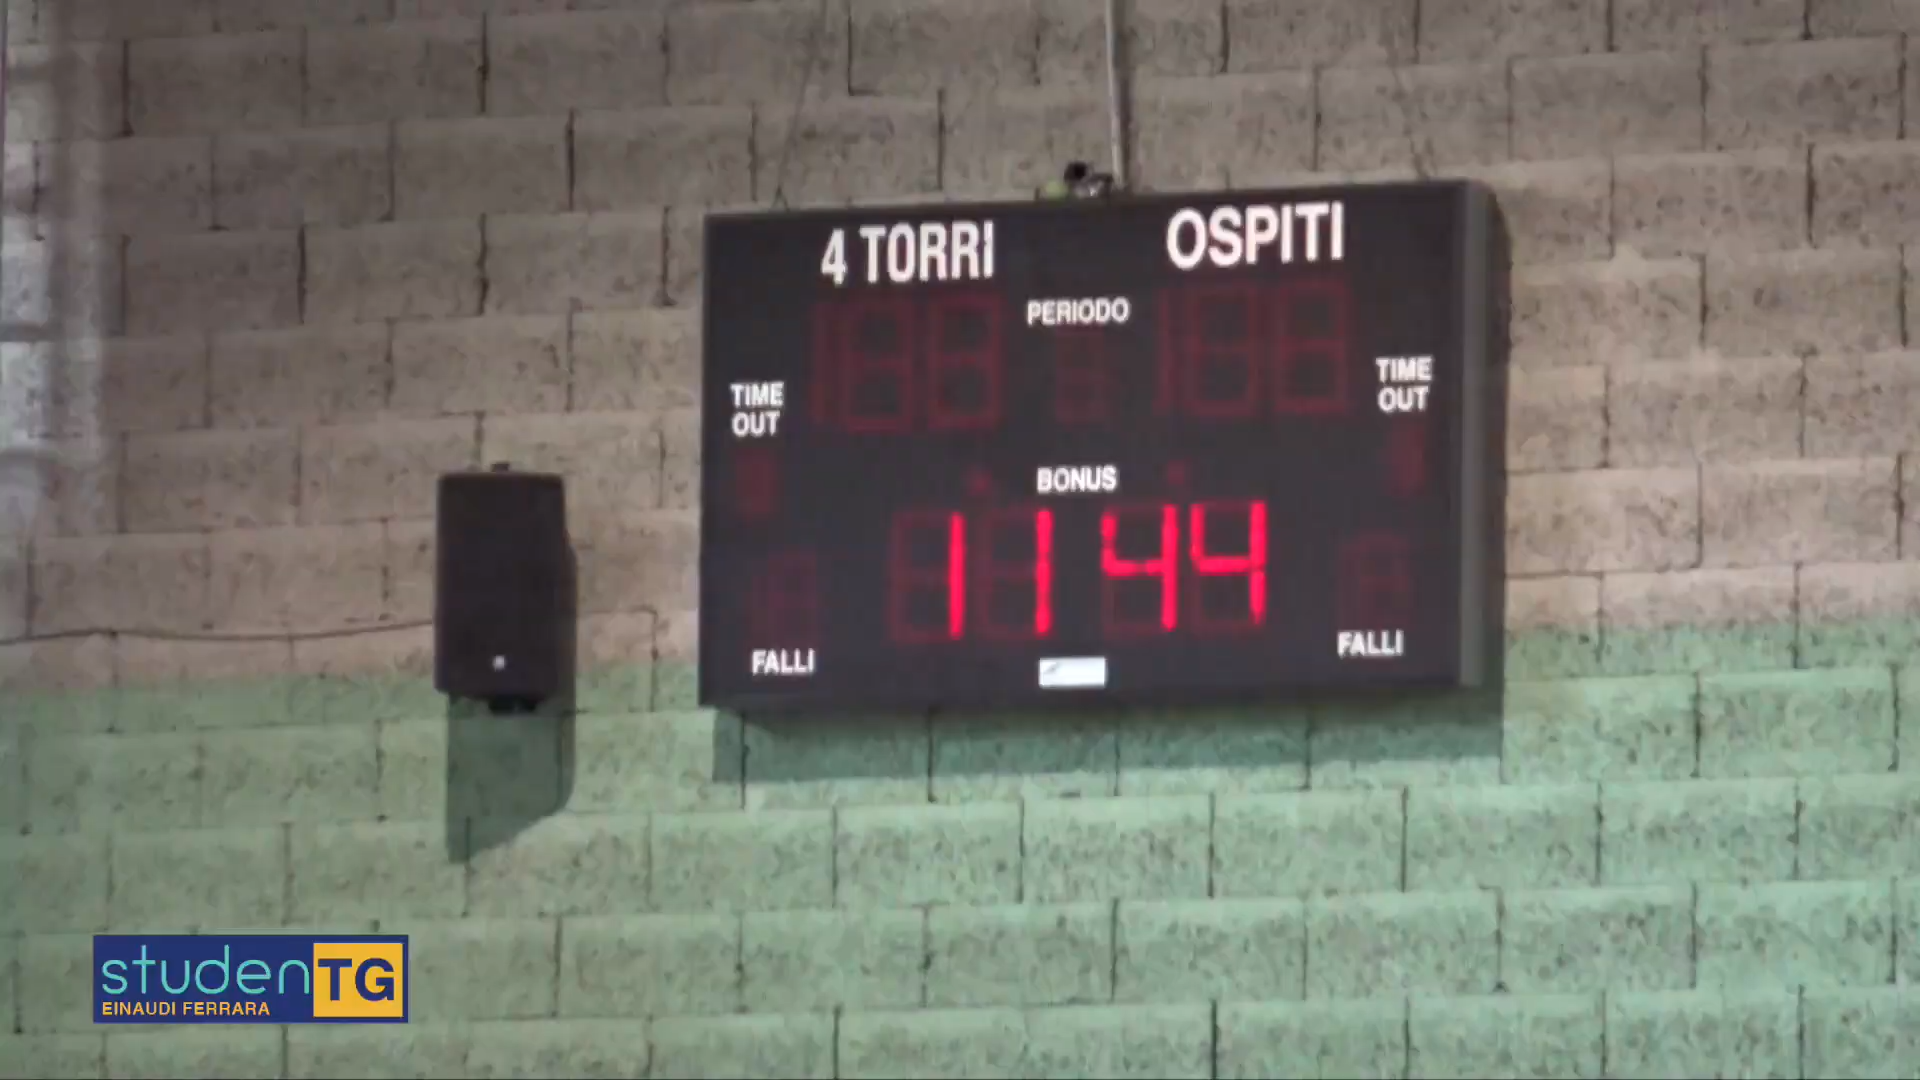 4 TORRI
OSPITI
PERIODO
TIME
OUT
TIME
OUT
BONUS
11 44
FALLI
FALLI
studenTG
EINAUDI FERRARA